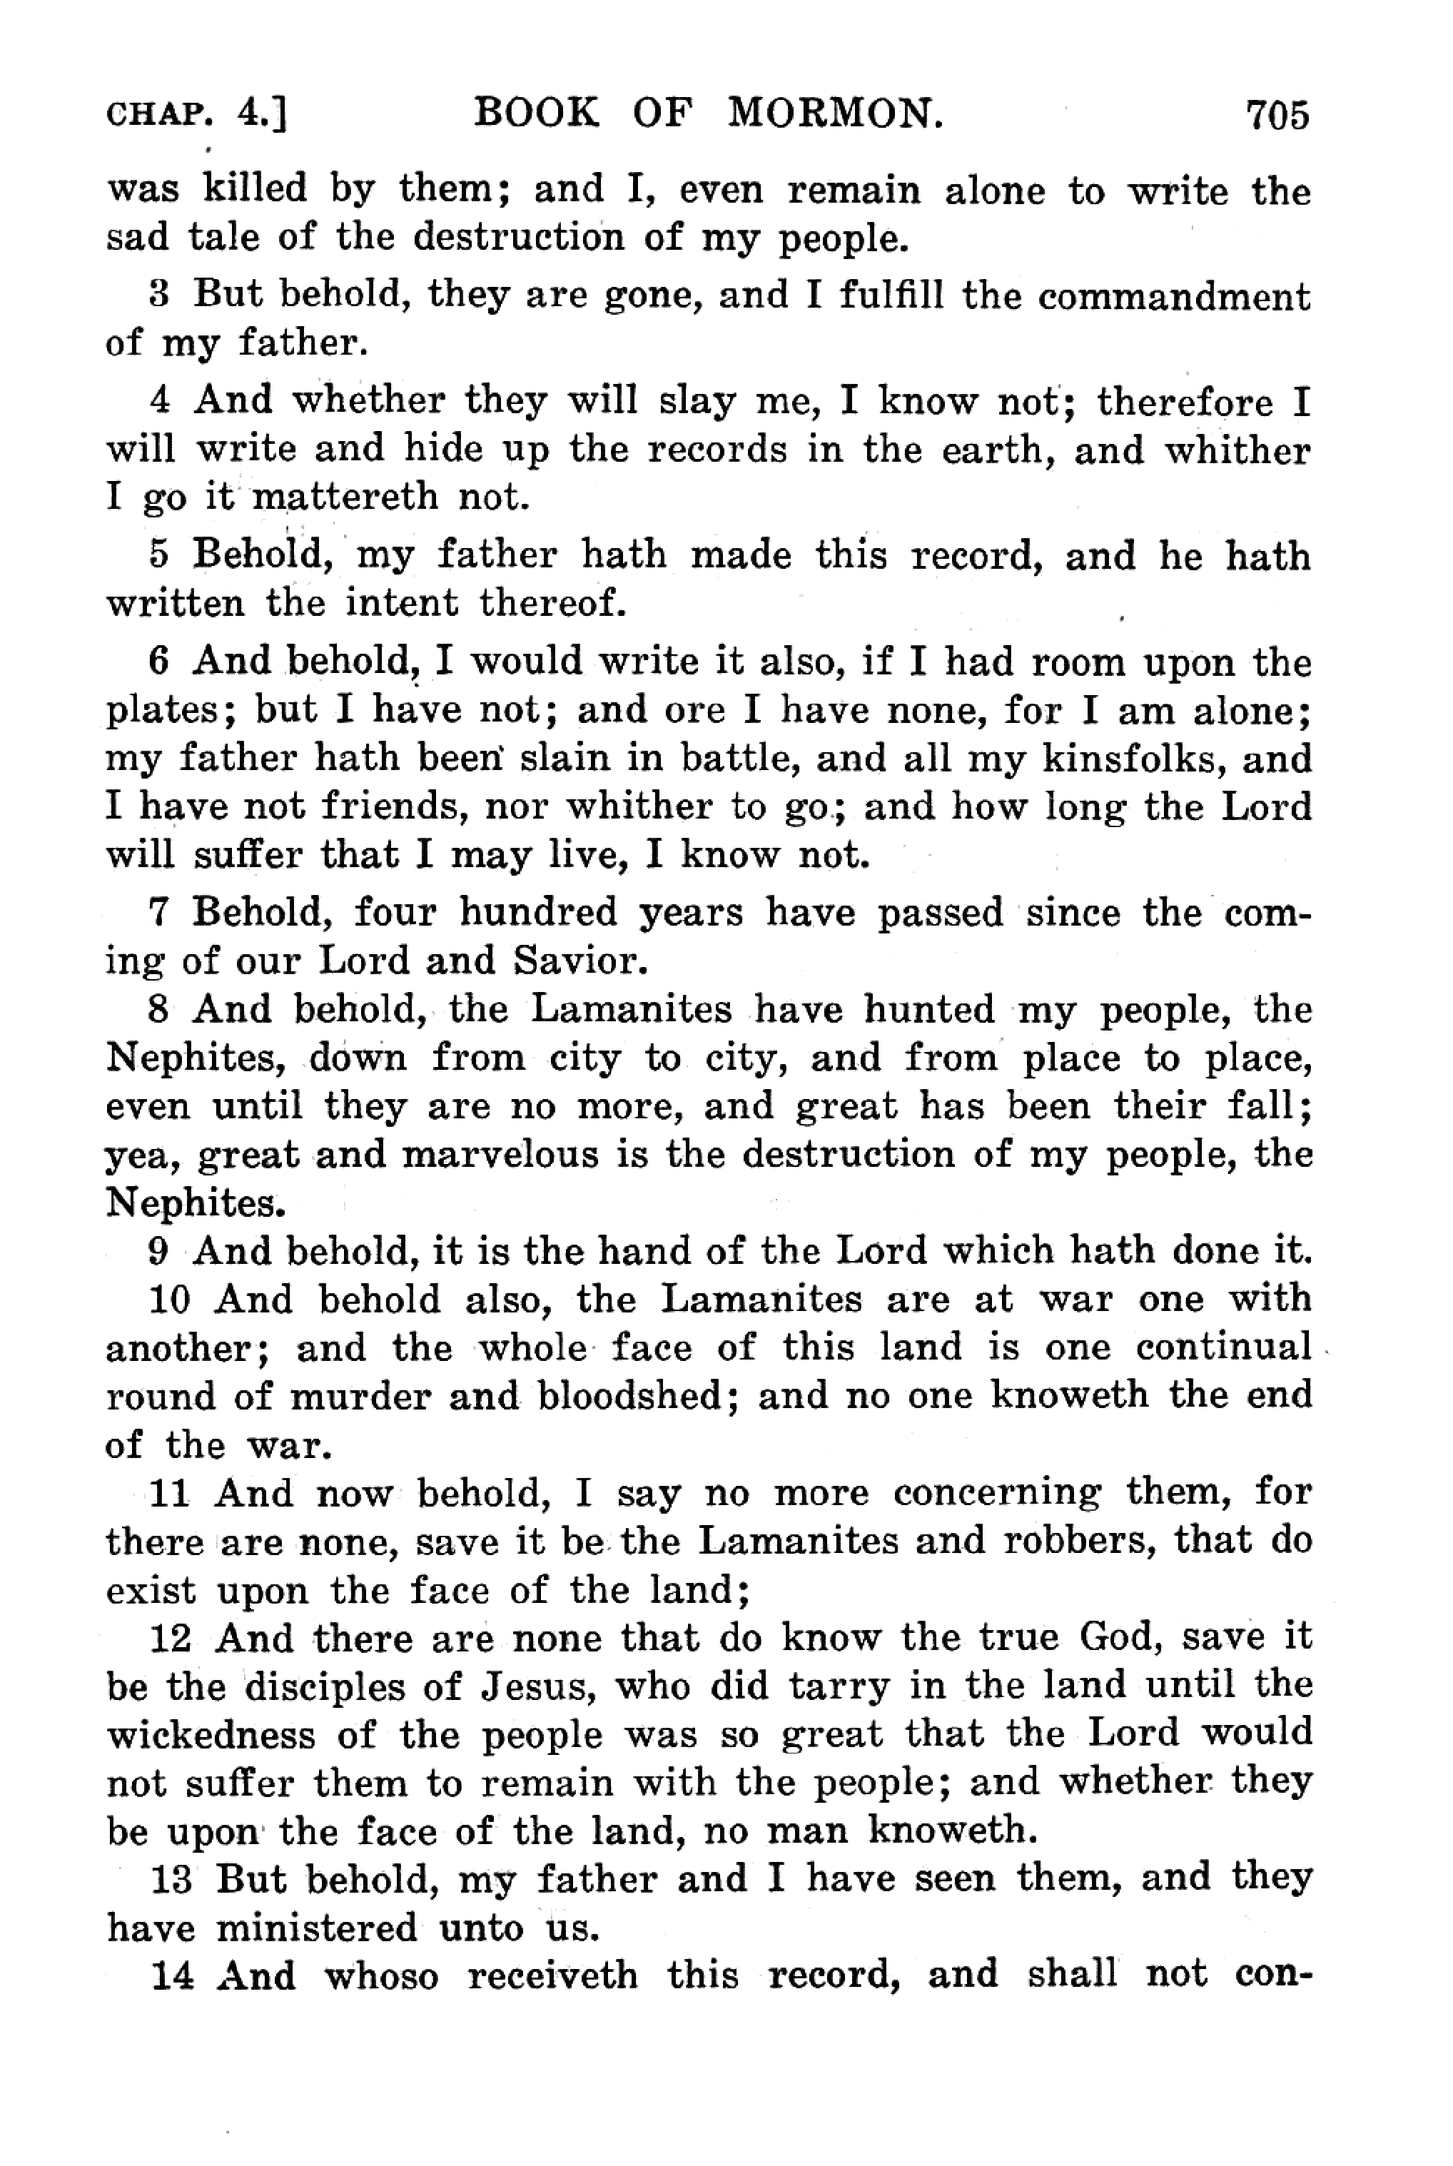 CHAP. 4.] BOOK OF MORMON. 705
was killed by them; and I, even remain alone to write the
sad tale of the destruction of my people.
3 But behold, they are gone, and I fulfill the commandment
of my father.
4 And whether they will slay me, I know not; therefore I
will write and hide up the records in the earth, and whither
I go it mattereth not.
5 Behold, my father hath made this record, and he hath
written the intent thereof.
6 And behold, I would write it also, if I had room upon the
plates; but I have not; and ore I have none, for I am alone;
my father hath been slain in battle, and all my kinsfolks, and
I have not friends, nor whither to go; and how long the Lord
will suffer that I may live, I know not.
7 Behold, four hundred years have passed since the com-
ing of our Lord and Savior.
8 And behold, the Lamanites have hunted my people, the
Nephites, down from city to city, and from place to place,
even until they are no more, and great has been their fall;
yea, great and marvelous is the destruction of my people, the
Nephites.
9 And behold, it is the hand of the Lord which hath done it.
10 And behold also, the Lamanites are at war one with
another; and the whole face of this land is one continual
round of murder and bloodshed; and no one knoweth the end
of the war.
11 And now behold, I say no more concerning them, for
there are none, save it be the Lamanites and robbers, that do
exist upon the face of the land;
12 And there are none that do know the true God, save it
be the disciples of Jesus, who did tarry in the land until the
wickedness of the people was so great that the Lord would
not suffer them to remain with the people; and whether they
be upon the face of the land, no man knoweth.
13 But behold, my father and I have seen them, and they
have ministered unto us.
14 And whoso receiveth this record, and shall not con-